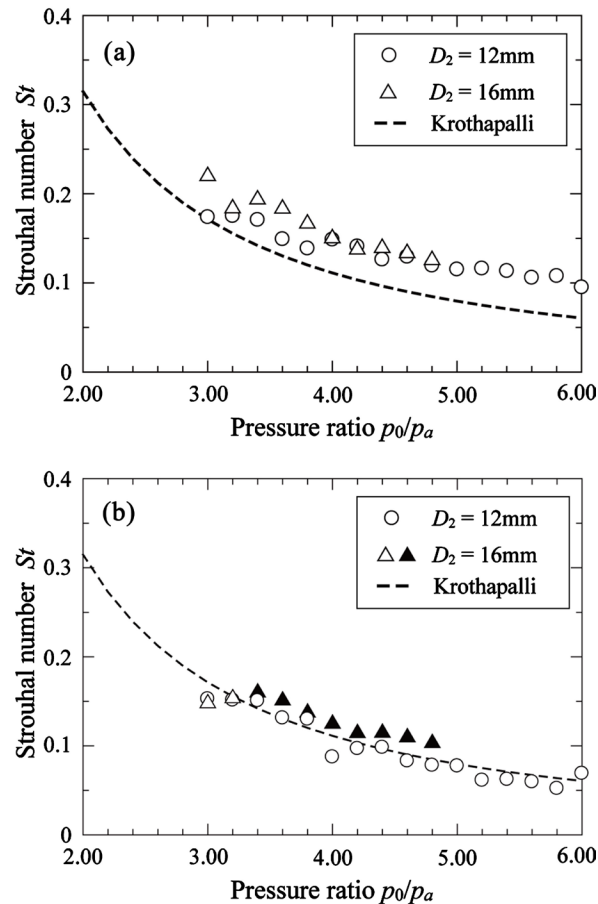 0.4
(a)
D2 = 12mm
D2 = 16mm
Krothapalli
0.3
0.2
0.1
0
Strouhal number St
2.00 3.00 4.00 5.00 6.00
Pressure ratio p0/pa
0.4
(b)
D2 = 12mm
D2 = 16mm
Krothapalli
0.3
0.2
0.1
0
Strouhal number St
2.00 3.00 4.00 5.00 6.00
Pressure ratio p0/pa